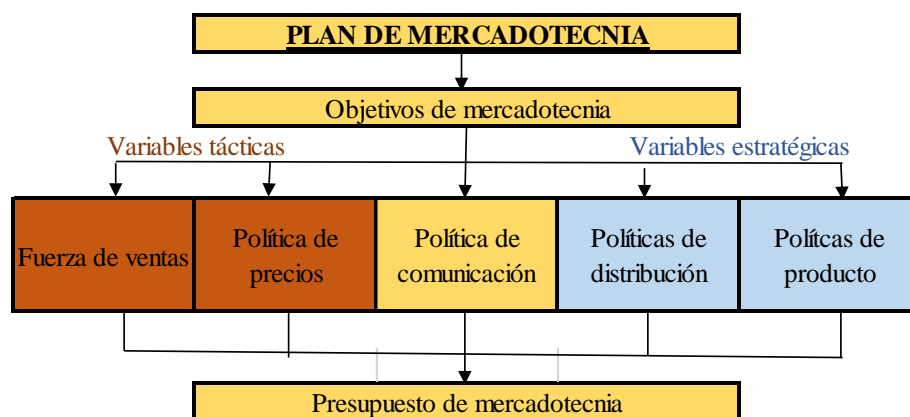 PLAN DE MERCADOTECNIA
Objetivos de mercadotecnia
Variables tácticas
Variables estratégicas
Fuerza de ventas
Política de
precios
Política de
comunicación
Políticas de
distribución
Polítcas de
producto
Presupuesto de mercadotecnia